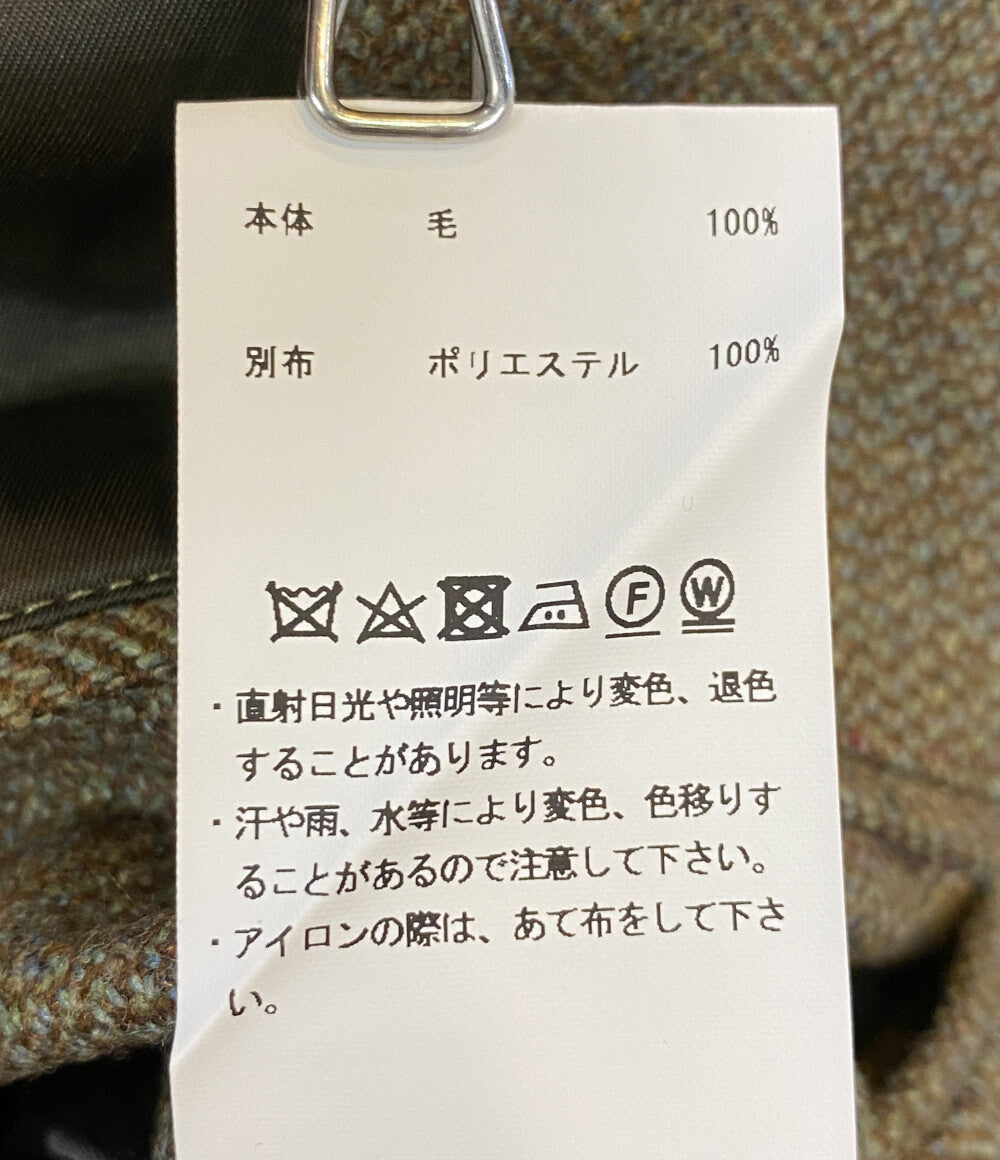 本体 毛 100%
別布 ポリエステル 100%
F W
・直射日光や照明等により変色、退色
することがあります。
・汗や雨、水等により変色、色移りす
ることがあるので注意して下さい。
・アイロンの際は、あて布をして下さ
い。